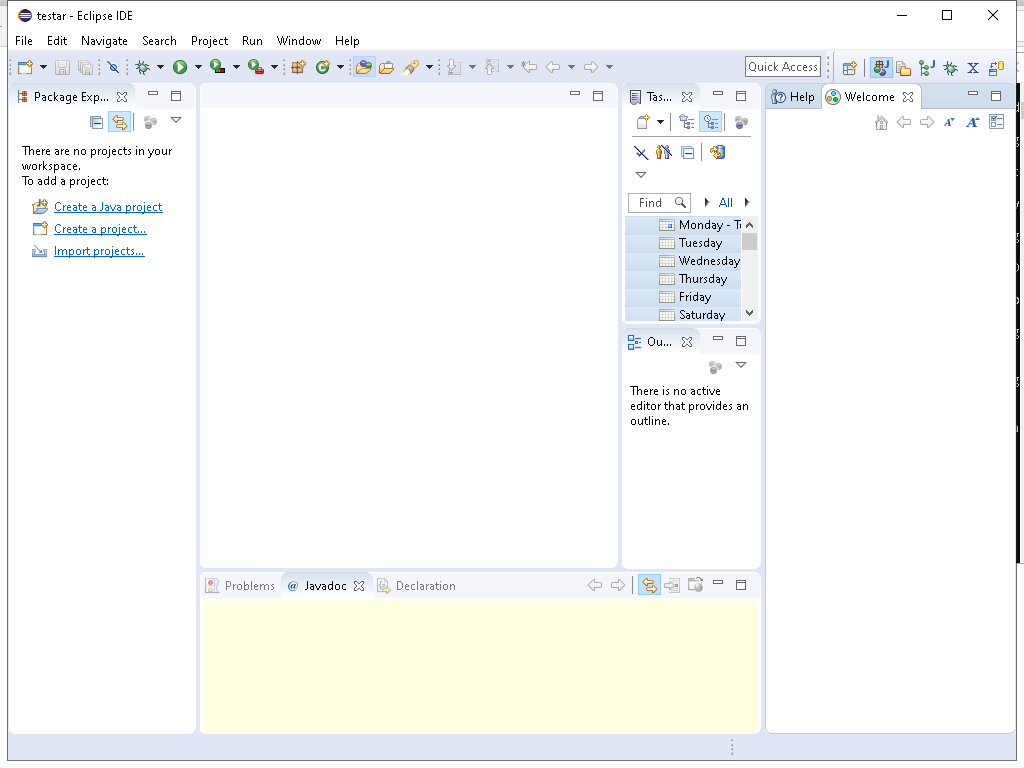 testar - Eclipse IDE
File Edit Navigate Search Project Run Window Help
Quick Access
Package Exp...
There are no projects in your
workspace.
To add a project:
Create a Java project
Create a project...
Import projects...
Tas...
Find
All
Monday - T
Tuesday
Wednesday
Thursday
Friday
Saturday
Ou...
There is no active
editor that provides an
outline.
Help
Welcome
Problems
@ Javadoc
Declaration